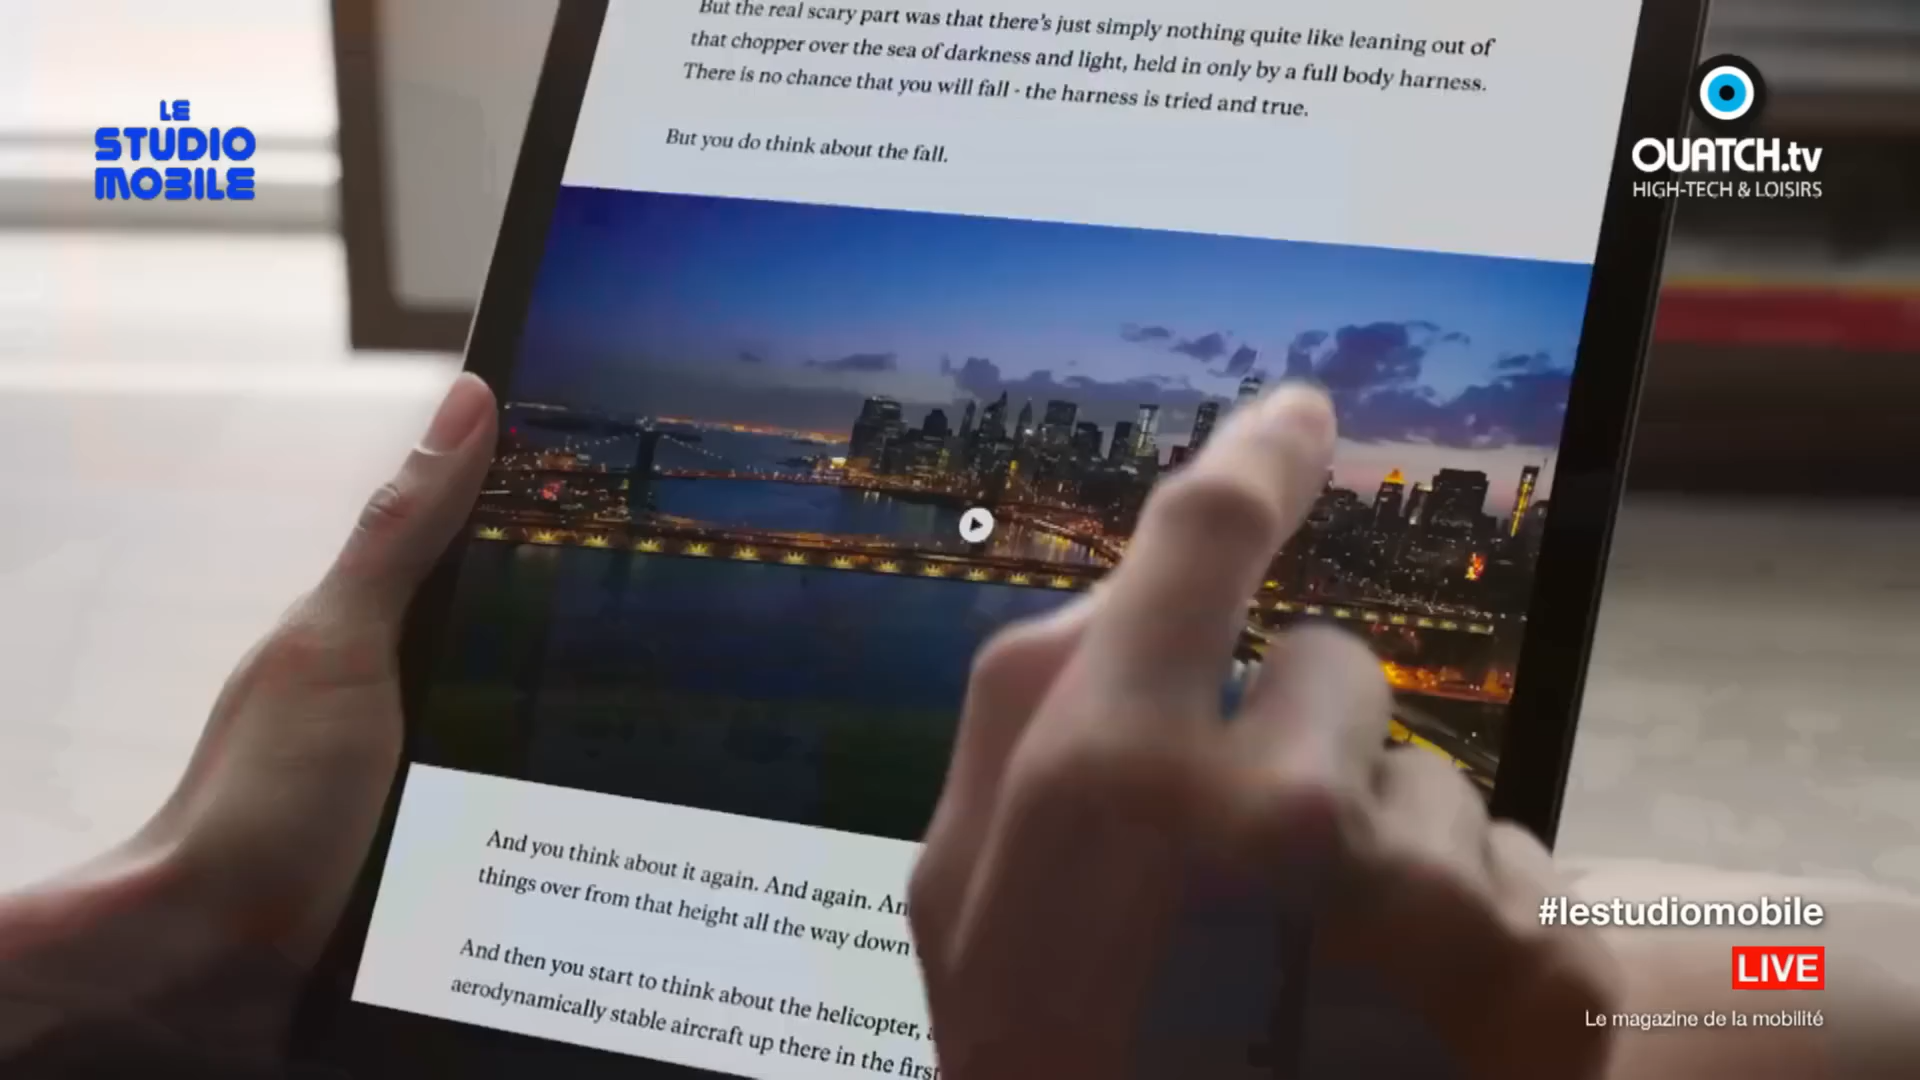 But the real scary part was that there's just simply nothing quite like leaning out of
that chopper over the sea of darkness and light, held in only by a full body harness.
There is no chance that you will fall - the harness is tried and true.
But you do think about the fall.
LE
STUDIO
MOBILE
OUATCH.tv
HIGH-TECH & LOISIRS
And you think about it again. And again. An
things over from that height all the way down
And then you start to think about the helicopter,
aerodynamically stable aircraft up there in the first
#lestudiomobile
LIVE
Le magazine de la mobilité